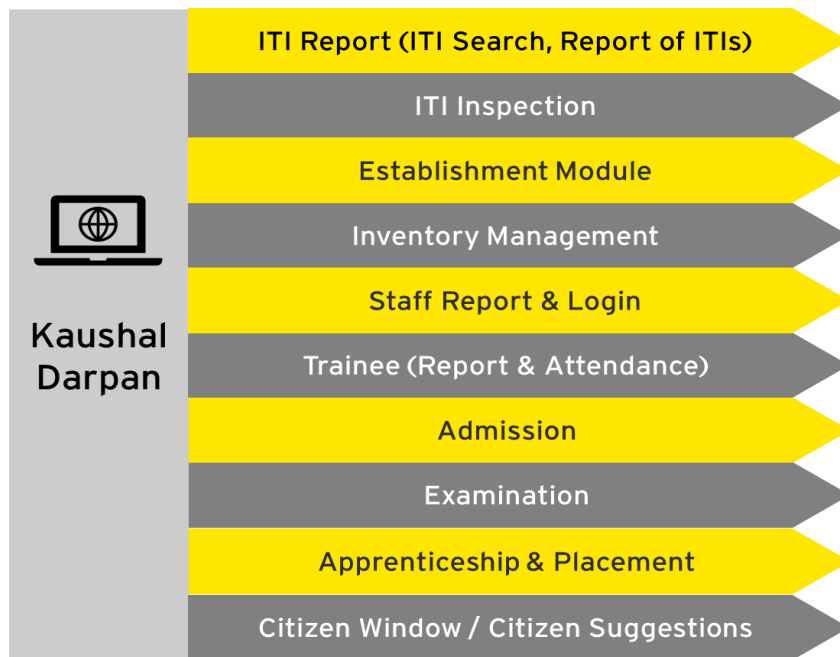 Kaushal
Darpan
ITI Report (ITI Search, Report of ITIs)
ITI Inspection
Establishment Module
Inventory Management
Staff Report & Login
Trainee (Report & Attendance)
Admission
Examination
Apprenticeship & Placement
Citizen Window / Citizen Suggestions